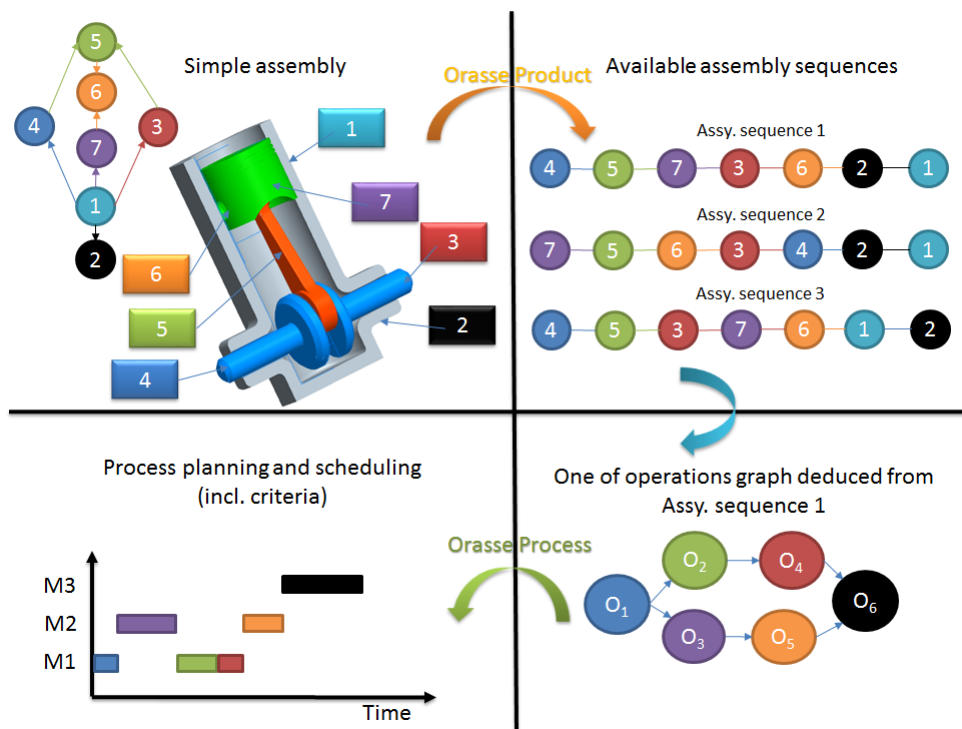 Simple assembly
5
6
4
3
7
1
2
1
7
3
6
2
5
4
Orasse Product
Available assembly sequences
Assy. sequence 1
4 5 7 3 6 2 1
Assy. sequence 2
7 5 6 3 4 2 1
Assy. sequence 3
4 5 3 7 6 1 2
Process planning and scheduling
(incl. criteria)
M3
M2
M1
Time
Orasse Process
One of operations graph deduced from
Assy. sequence 1
O2 O4
O1 O6
O3 O5